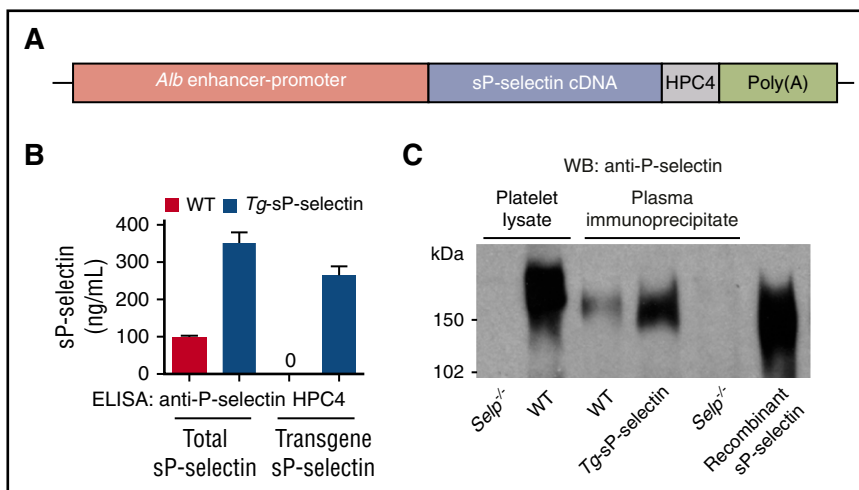 A
Alb enhancer-promoter sP-selectin cDNA HPC4 Poly(A)
B
WT Tg-sP-selectin
sP-selectin
(ng/mL)
400
300
200
100
0
0
ELISA: anti-P-selectin HPC4
Total
sP-selectin
Transgene
sP-selectin
C
WB: anti-P-selectin
Platelet
lysate
Plasma
immunoprecipitate
kDa
150
102
Selp-/-
WT
WT
Tg-sP-selectin
Selp-/-
Recombinant
sP-selectin